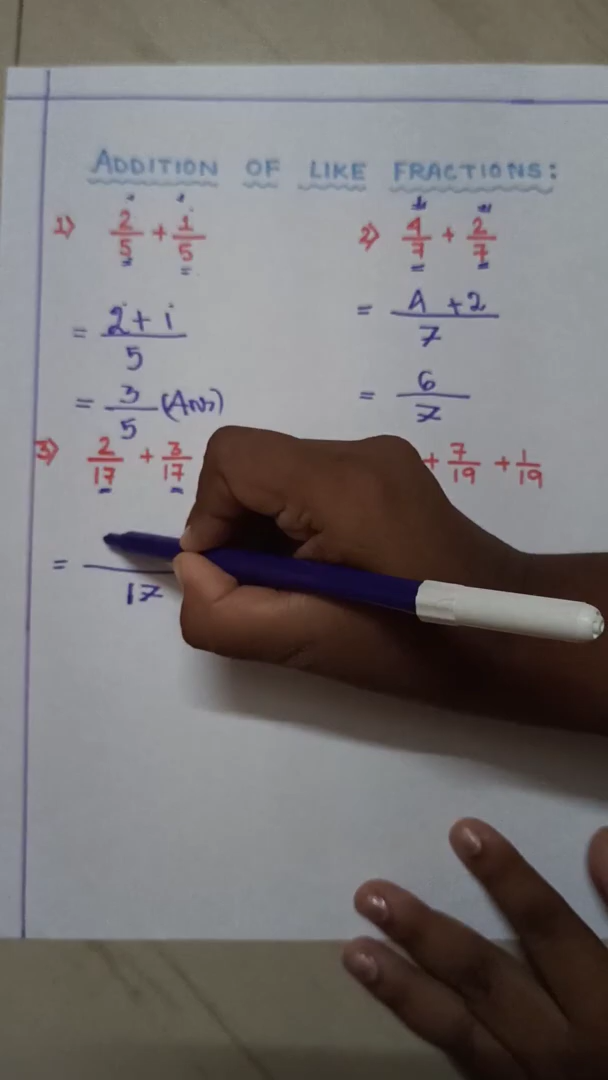 ADDITION OF LIKE FRACTIONS:
1) 2/5 + 1/5
= 2+1/5
= 3/5 (Ans)
2) 4/7 + 2/7
= 4+2/7
= 6/7
3) 2/17 + 3/17
= /17
+ 7/19 + 1/19